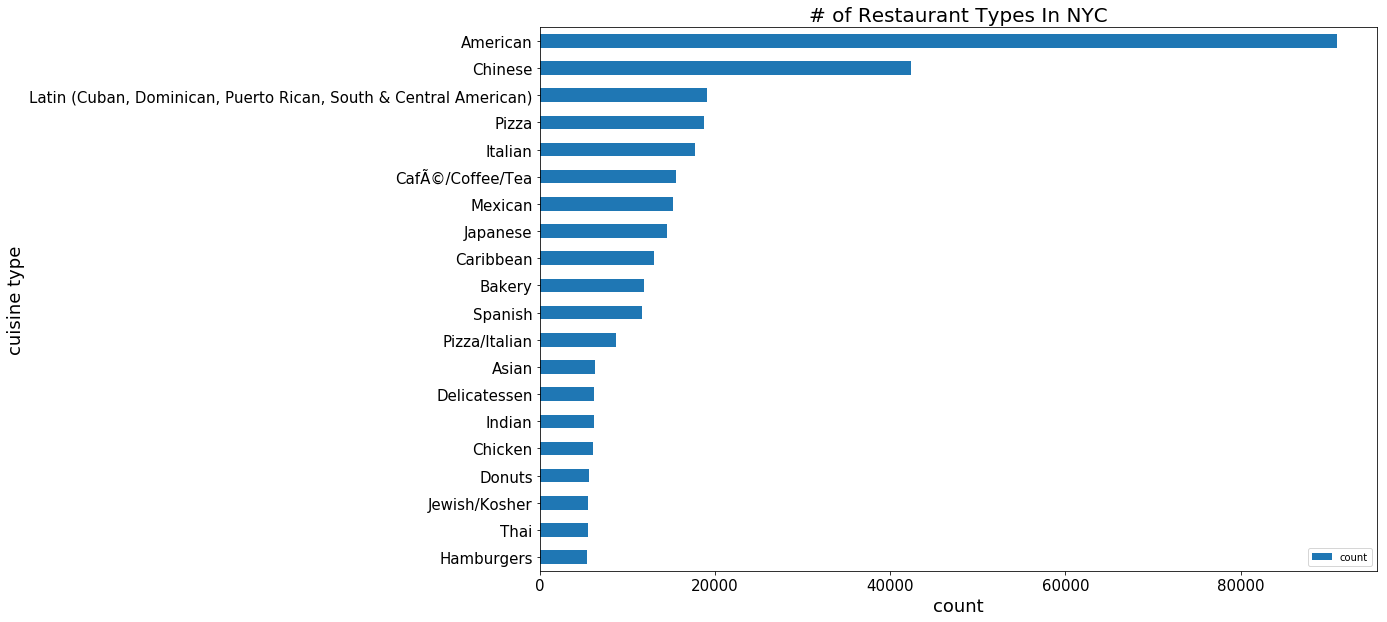 # of Restaurant Types In NYC
American
Chinese
Latin (Cuban, Dominican, Puerto Rican, South & Central American)
Pizza
Italian
CafÃ©/Coffee/Tea
Mexican
Japanese
Caribbean
Bakery
Spanish
Pizza/Italian
Asian
Delicatessen
Indian
Chicken
Donuts
Jewish/Kosher
Thai
Hamburgers
cuisine type
count
0 20000 40000 60000 80000
count